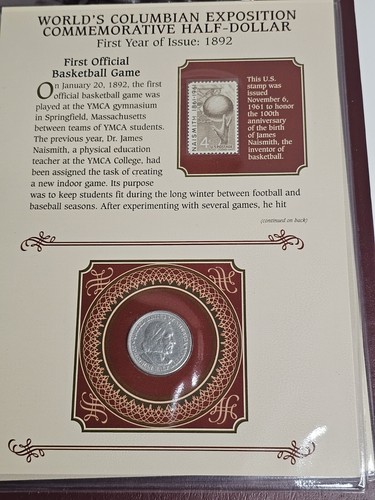 WORLD'S COLUMBIAN EXPOSITION
COMMEMORATIVE HALF-DOLLAR
First Year of Issue: 1892
First Official
Basketball Game
On January 20, 1892, the first
official basketball game was
played at the YMCA gymnasium
in Springfield, Massachusetts
between teams of YMCA students.
The previous year, Dr. James
Naismith, a physical education
teacher at the YMCA College, had
been assigned the task of creating
a new indoor game. Its purpose
was to keep students fit during the long winter between football and
baseball seasons. After experimenting with several games, he hit
(continued on back)
NAISMITH
4
This U.S.
stamp was
issued
November 6,
1961 to honor
the 100th
anniversary
of the birth
of James
Naismith, the
inventor of
basketball.